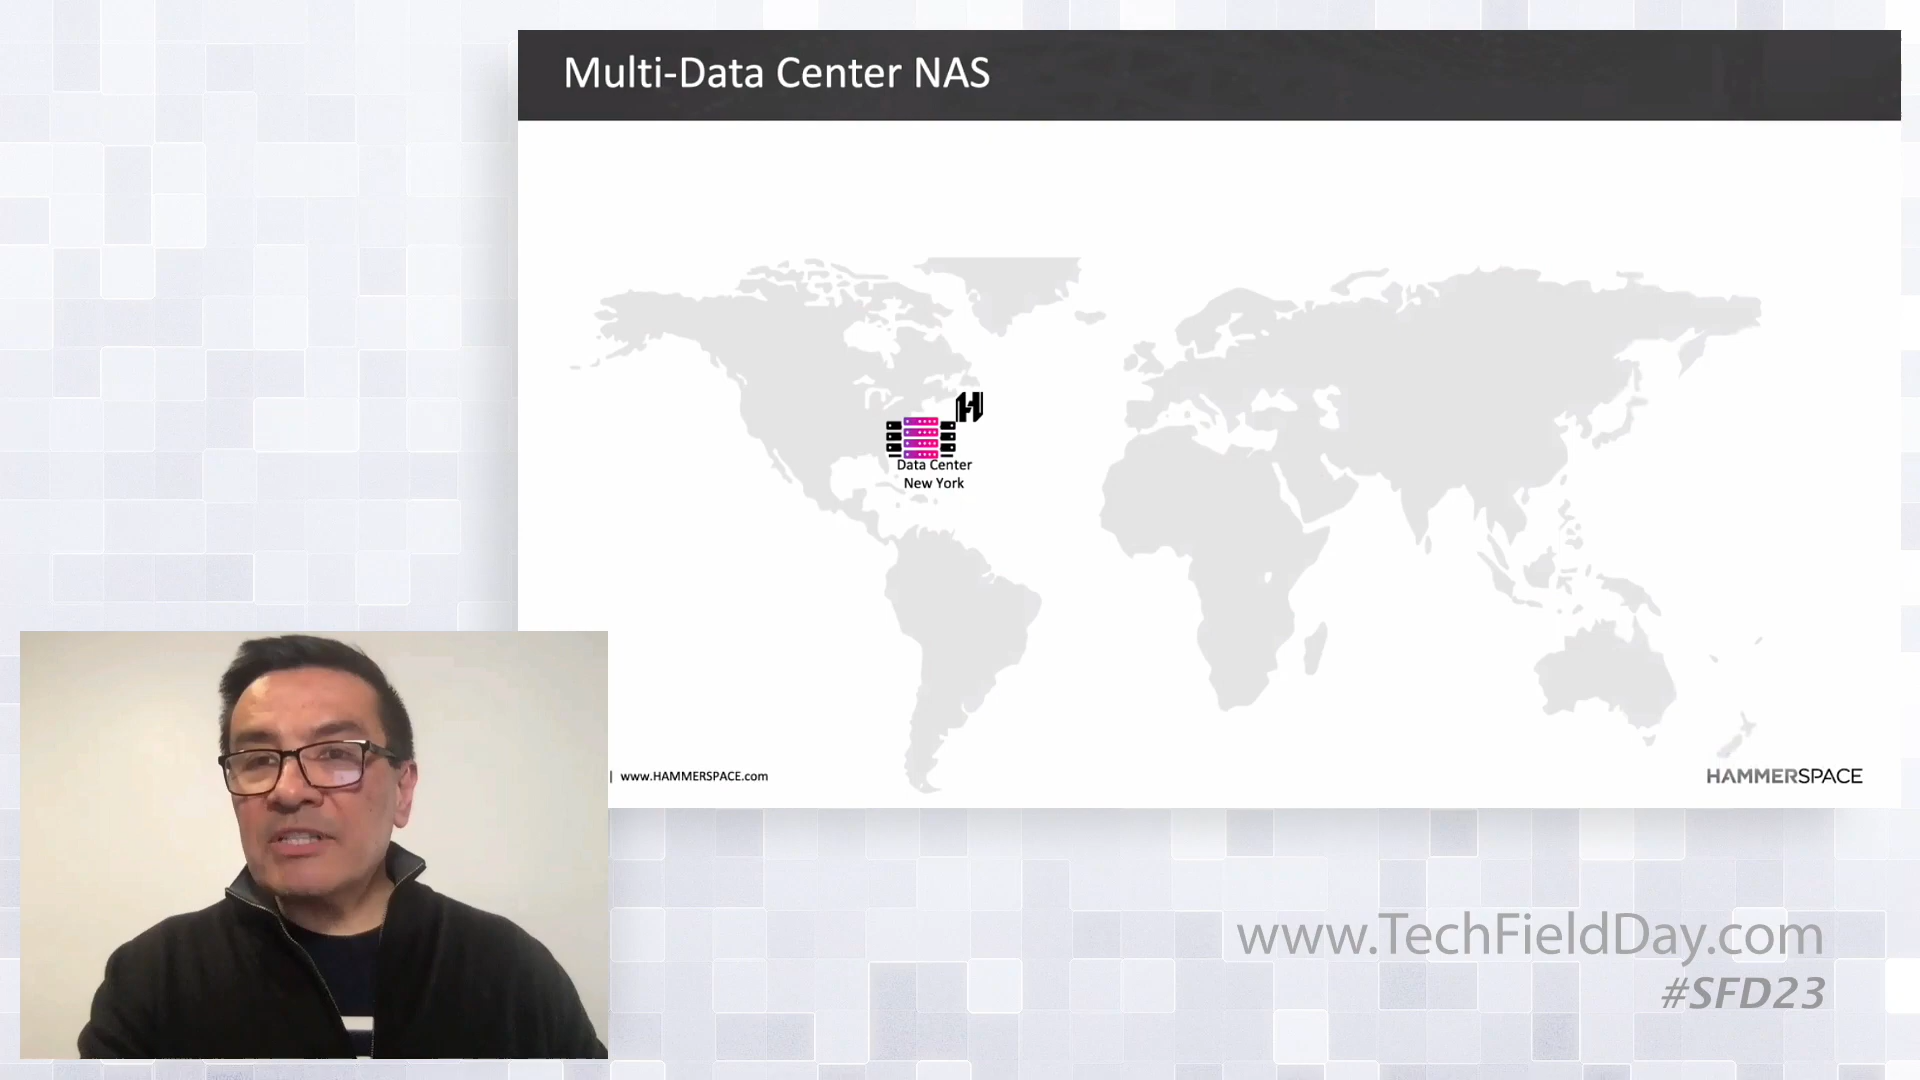 Multi-Data Center NAS
Data Center
New York
| www.HAMMERSPACE.com
HAMMERSPACE
www.TechFieldDay.com
#SFD23